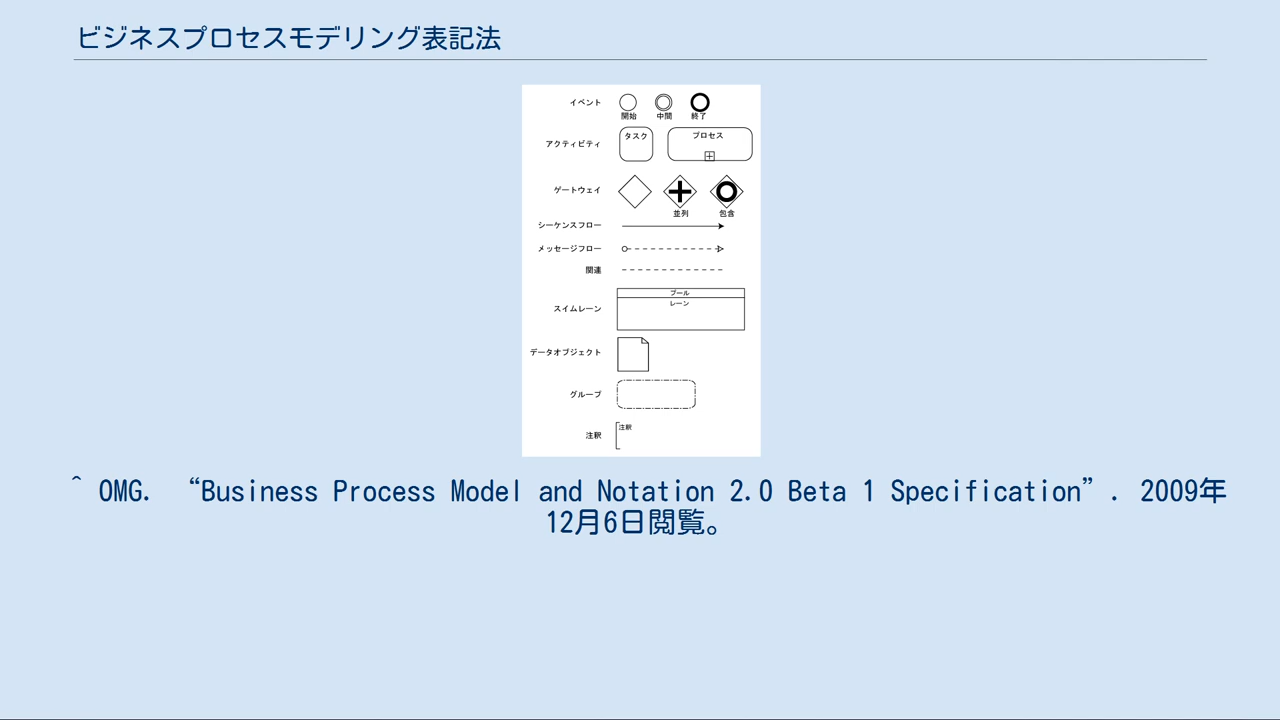 ビジネスプロセスモデリング表記法
イベント
開始 中間 終了
アクティビティ
タスク プロセス
ゲートウェイ
並列 包含
シーケンスフロー
メッセージフロー
関連
プール
レーン
スイムレーン
データオブジェクト
グループ
注釈 注釈
^ OMG. “Business Process Model and Notation 2.0 Beta 1 Specification”. 2009年
12月6日閲覧。